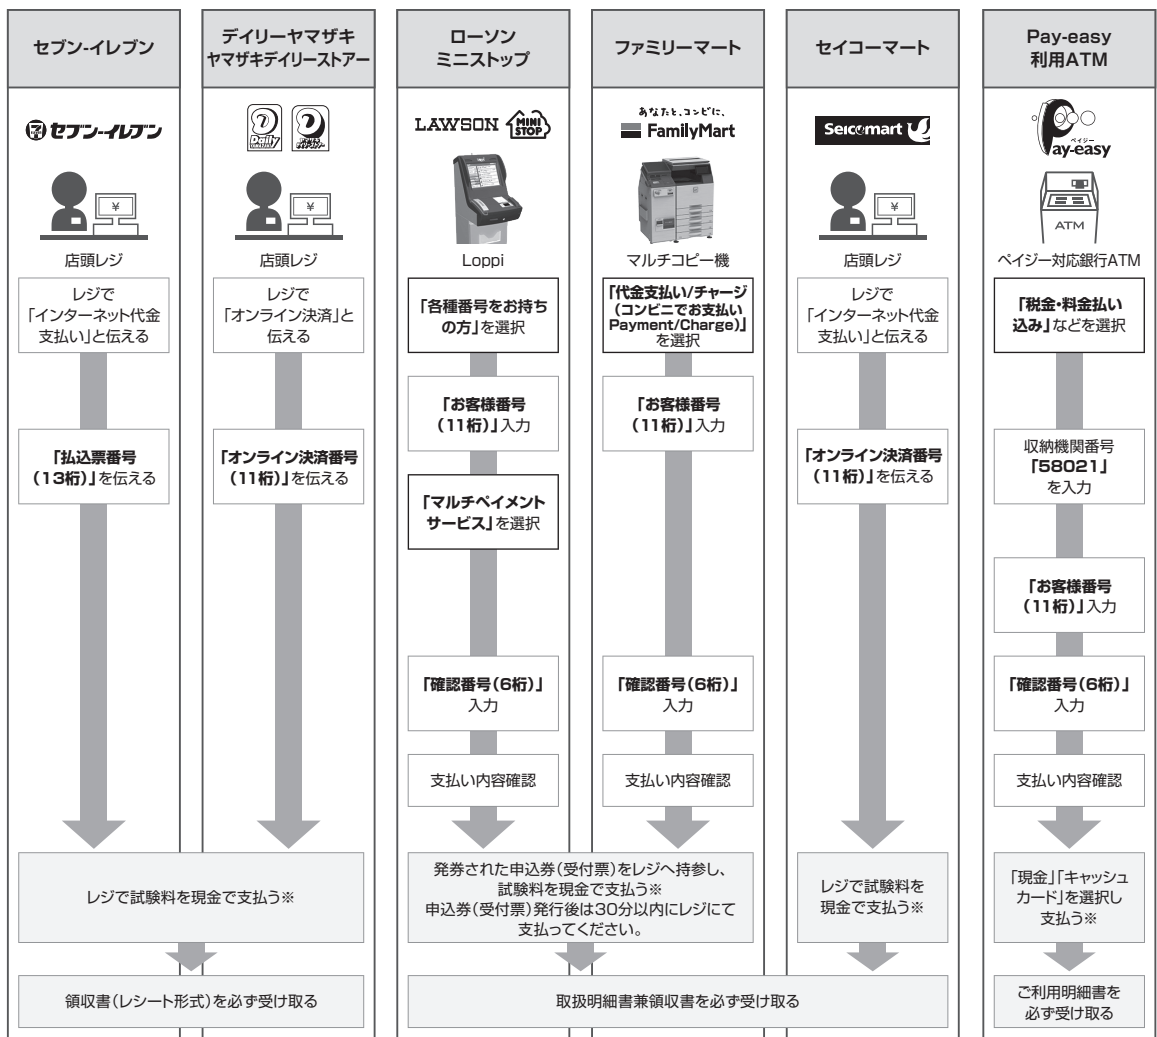 セブン-イレブン
デイリーヤマザキ
ヤマザキデイリーストアー
ローソン
ミニストップ
ファミリーマート
セイコーマート
Pay-easy
利用ATM
セブン-イレブン
Daily
LAWSON
MINI
STOP
あなたと、コンビに、
FamilyMart
Seicomart
ペイジー
Pay-easy
¥
¥
¥
ATM
店頭レジ
店頭レジ
Loppi
マルチコピー機
店頭レジ
ペイジー対応銀行ATM
レジで
「インターネット代金
支払い」と伝える
レジで
「オンライン決済」と
伝える
「各種番号をお持ち
の方」を選択
「代金支払い/チャージ
(コンビニでお支払い
Payment/Charge)」
を選択
レジで
「インターネット代金
支払い」と伝える
「税金・料金払い
込み」などを選択
「お客様番号
(11桁)」入力
「お客様番号
(11桁)」入力
「払込票番号
(13桁)」を伝える
「オンライン決済番号
(11桁)」を伝える
「マルチペイメント
サービス」を選択
「オンライン決済番号
(11桁)」を伝える
収納機関番号
「58021」
を入力
「お客様番号
(11桁)」入力
「確認番号(6桁)」
入力
「確認番号(6桁)」
入力
「確認番号(6桁)」
入力
支払い内容確認
支払い内容確認
支払い内容確認
レジで試験料を現金で支払う※
発券された申込券(受付票)をレジへ持参し、
試験料を現金で支払う※
申込券(受付票)発行後は30分以内にレジにて
支払ってください。
レジで試験料を
現金で支払う※
「現金」「キャッシュ
カード」を選択し
支払う※
領収書(レシート形式)を必ず受け取る
取扱明細書兼領収書を必ず受け取る
ご利用明細書を
必ず受け取る